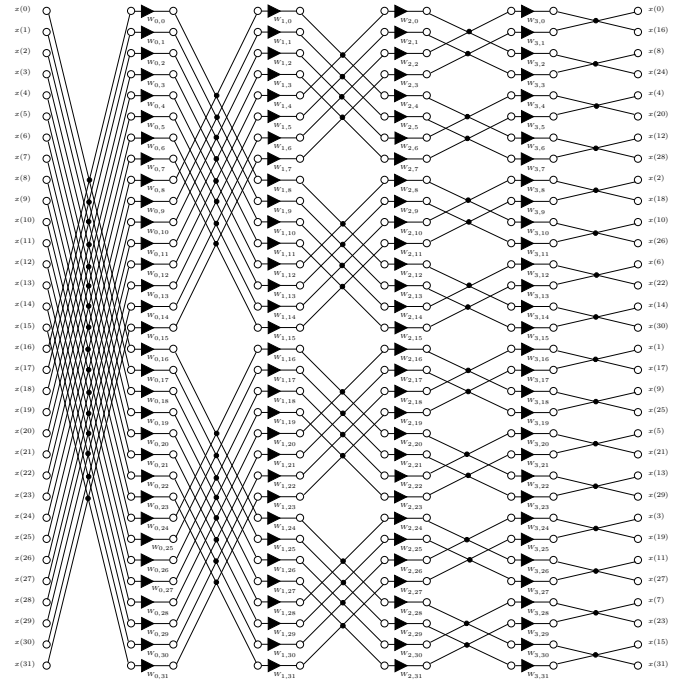 x(0) W0,0 W1,0 W2,0 W3,0 x(0)
x(1) W0,1 W1,1 W2,1 W3,1 x(16)
x(2) W0,2 W1,2 W2,2 W3,2 x(8)
x(3) W0,3 W1,3 W2,3 W3,3 x(24)
x(4) W0,4 W1,4 W2,4 W3,4 x(4)
x(5) W0,5 W1,5 W2,5 W3,5 x(20)
x(6) W0,6 W1,6 W2,6 W3,6 x(12)
x(7) W0,7 W1,7 W2,7 W3,7 x(28)
x(8) W0,8 W1,8 W2,8 W3,8 x(2)
x(9) W0,9 W1,9 W2,9 W3,9 x(18)
x(10) W0,10 W1,10 W2,10 W3,10 x(10)
x(11) W0,11 W1,11 W2,11 W3,11 x(26)
x(12) W0,12 W1,12 W2,12 W3,12 x(6)
x(13) W0,13 W1,13 W2,13 W3,13 x(22)
x(14) W0,14 W1,14 W2,14 W3,14 x(14)
x(15) W0,15 W1,15 W2,15 W3,15 x(30)
x(16) W0,16 W1,16 W2,16 W3,16 x(1)
x(17) W0,17 W1,17 W2,17 W3,17 x(17)
x(18) W0,18 W1,18 W2,18 W3,18 x(9)
x(19) W0,19 W1,19 W2,19 W3,19 x(25)
x(20) W0,20 W1,20 W2,20 W3,20 x(5)
x(21) W0,21 W1,21 W2,21 W3,21 x(21)
x(22) W0,22 W1,22 W2,22 W3,22 x(13)
x(23) W0,23 W1,23 W2,23 W3,23 x(29)
x(24) W0,24 W1,24 W2,24 W3,24 x(3)
x(25) W0,25 W1,25 W2,25 W3,25 x(19)
x(26) W0,26 W1,26 W2,26 W3,26 x(11)
x(27) W0,27 W1,27 W2,27 W3,27 x(27)
x(28) W0,28 W1,28 W2,28 W3,28 x(7)
x(29) W0,29 W1,29 W2,29 W3,29 x(23)
x(30) W0,30 W1,30 W2,30 W3,30 x(15)
x(31) W0,31 W1,31 W2,31 W3,31 x(31)